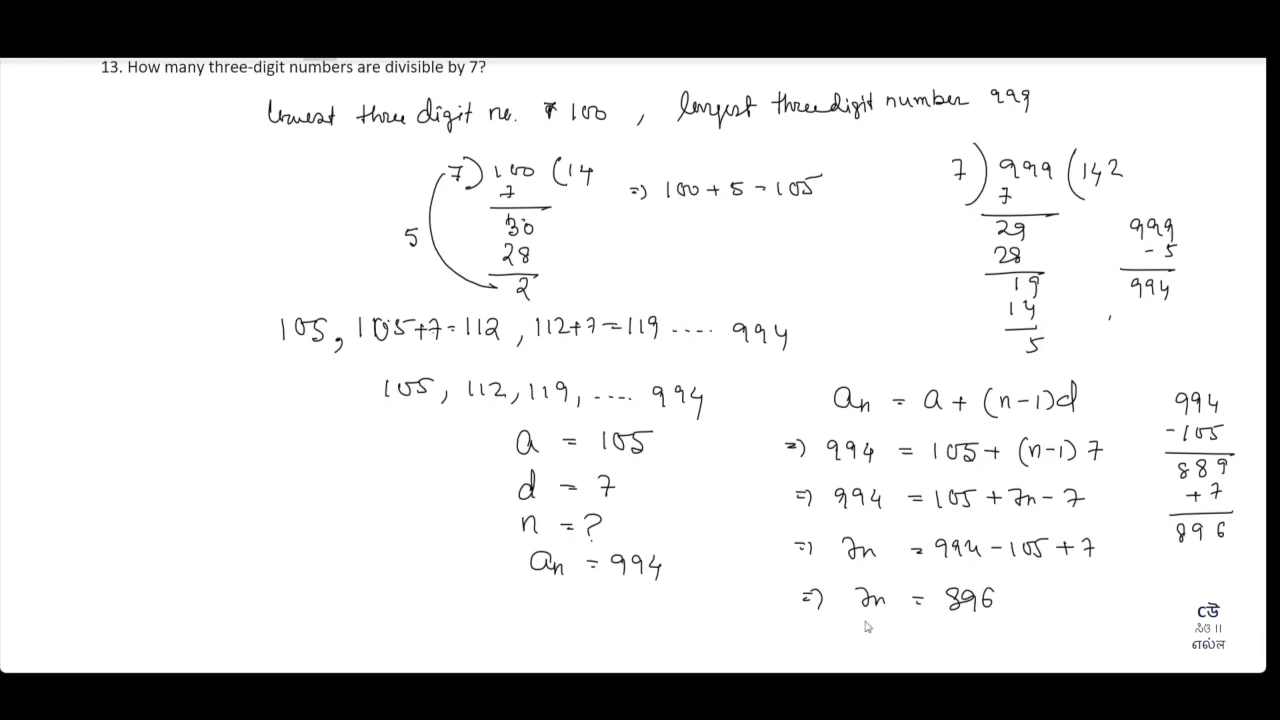 13. How many three-digit numbers are divisible by 7?
lowest three digit no. 100 , largest three digit number 999
7) 100 (14
7
30
28
2
5
=> 100 + 5 = 105
7) 999 (142
7
29
28
19
14
5
999
- 5
994
105, 105+7=112, 112+7=119 .... 994
105, 112, 119, .... 994
a = 105
d = 7
n = ?
an = 994
an = a + (n-1)d
=> 994 = 105 + (n-1) 7
=> 994 = 105 + 7n - 7
=> 7n = 994 - 105 + 7
=> 7n = 896
994
-105
889
+ 7
896
எல்ல